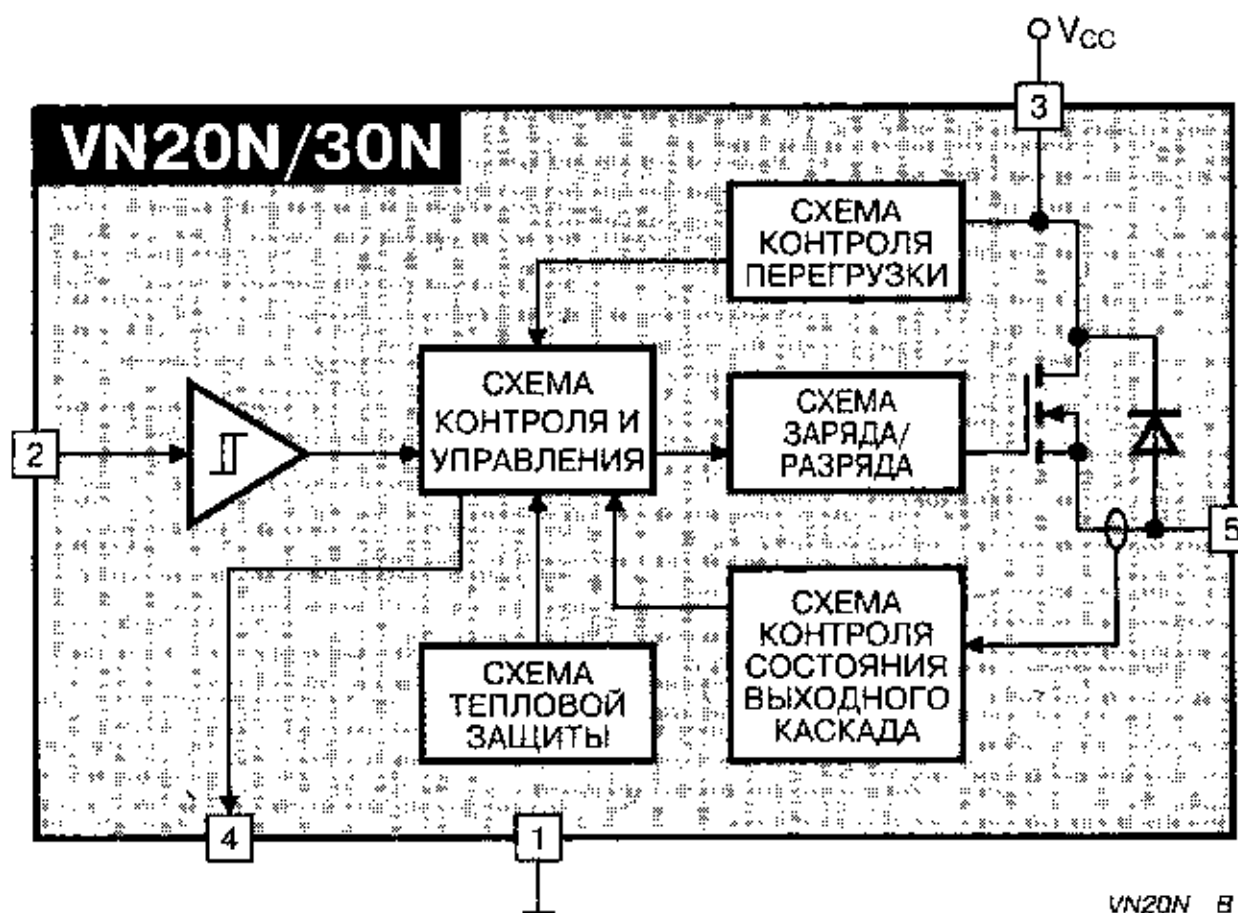 VCC
3
VN20N/30N
СХЕМА
КОНТРОЛЯ
ПЕРЕГРУЗКИ
СХЕМА
КОНТРОЛЯ И
УПРАВЛЕНИЯ
СХЕМА
ЗАРЯДА/
РАЗРЯДА
2
5
СХЕМА
ТЕПЛОВОЙ
ЗАЩИТЫ
СХЕМА
КОНТРОЛЯ
СОСТОЯНИЯ
ВЫХОДНОГО
КАСКАДА
4
1
VN20N B